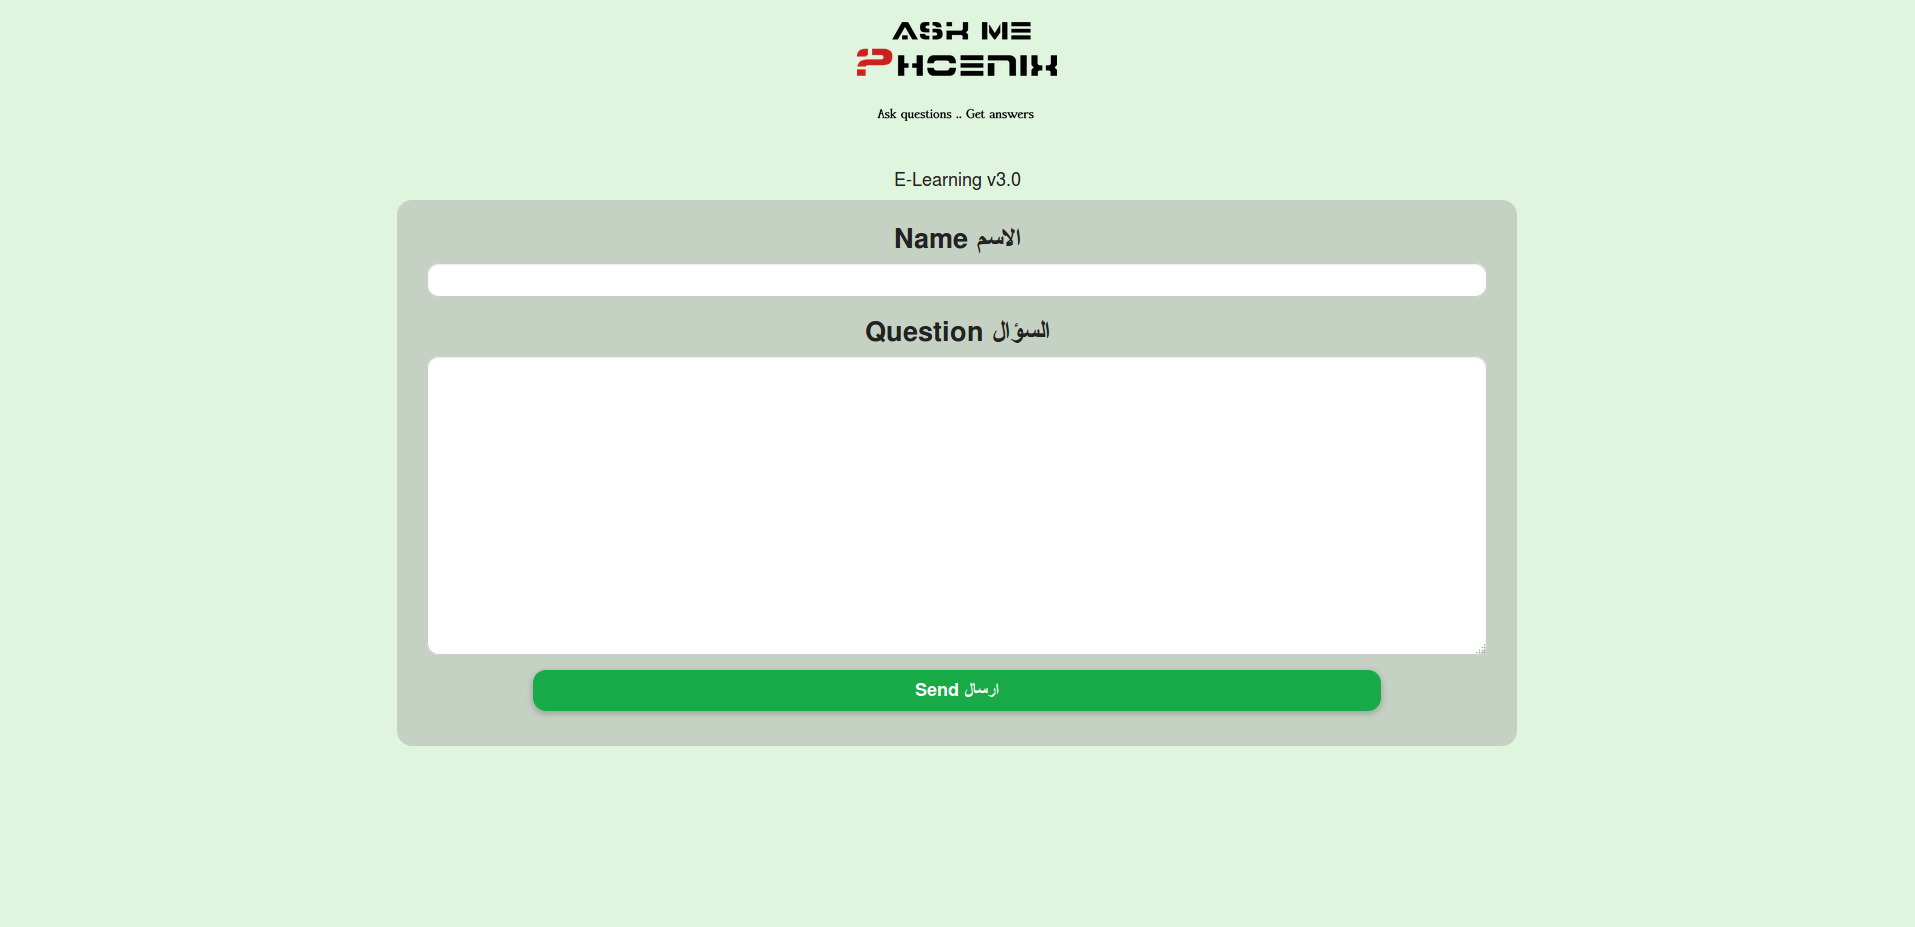 ASK ME
PHOENIX
Ask questions .. Get answers
E-Learning v3.0
Name الاسم
Question السؤال
Send ارسال